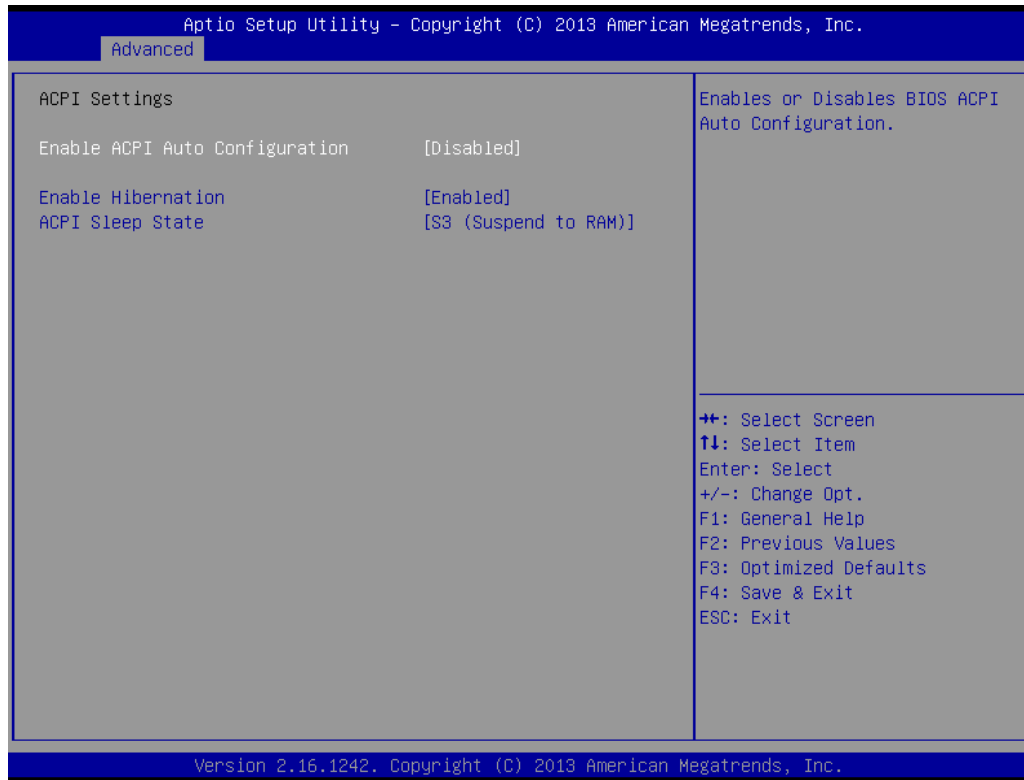 Aptio Setup Utility – Copyright (C) 2013 American Megatrends, Inc.
Advanced
ACPI Settings
Enable ACPI Auto Configuration [Disabled]
Enable Hibernation [Enabled]
ACPI Sleep State [S3 (Suspend to RAM)]
Enables or Disables BIOS ACPI
Auto Configuration.
→←: Select Screen
↑↓: Select Item
Enter: Select
+/-: Change Opt.
F1: General Help
F2: Previous Values
F3: Optimized Defaults
F4: Save & Exit
ESC: Exit
Version 2.16.1242. Copyright (C) 2013 American Megatrends, Inc.